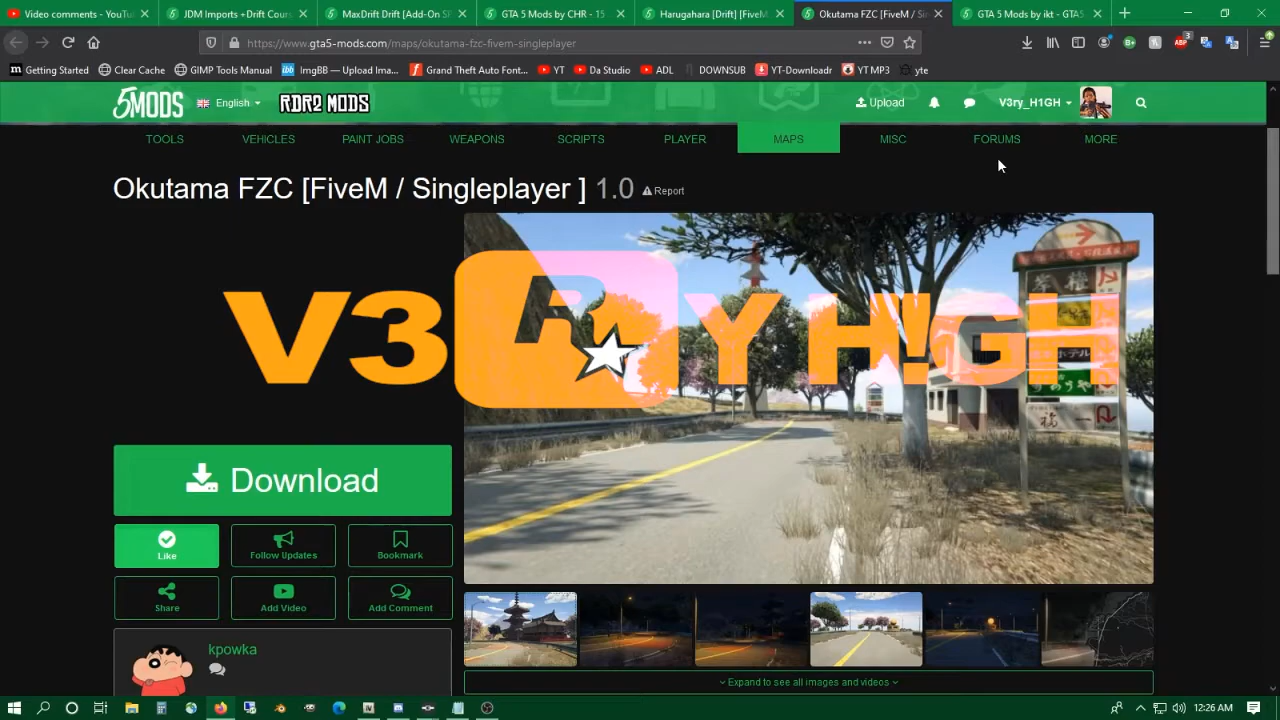 Video comments - YouTu
JDM Imports +Drift Cours
MaxDrift Drift [Add-On SF
GTA 5 Mods by CHR - 15
Harugahara [Drift] [FiveM
Okutama FZC [FiveM / Sin
GTA 5 Mods by ikt - GTA5
https://www.gta5-mods.com/maps/okutama-fzc-fivem-singleplayer
3
Getting Started
Clear Cache
GIMP Tools Manual
ImgBB — Upload Ima...
Grand Theft Auto Font...
YT
Da Studio
ADL
DOWNSUB
YT-Downloadr
YT MP3
yte
5MODS
English
RDR2 MODS
Upload
V3ry_H1GH
TOOLS
VEHICLES
PAINT JOBS
WEAPONS
SCRIPTS
PLAYER
MAPS
MISC
FORUMS
MORE
Okutama FZC [FiveM / Singleplayer ] 1.0
Report
V3RY H!GH
Download
Like
Follow Updates
Bookmark
Share
Add Video
Add Comment
kpowka
Expand to see all images and videos
12:26 AM